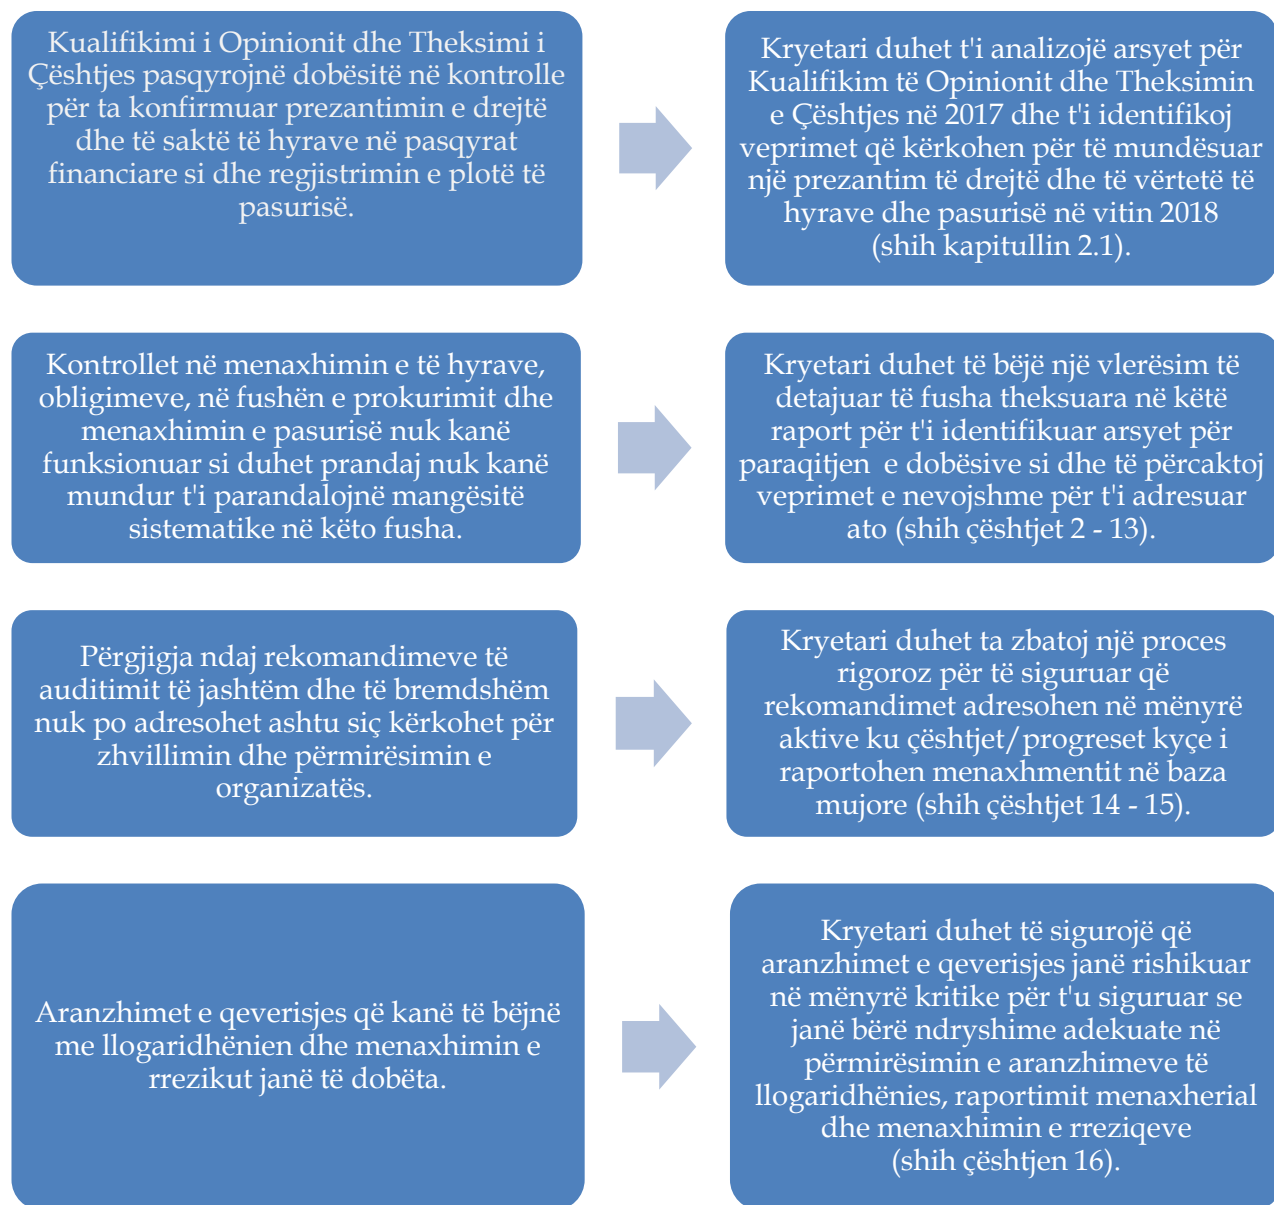 Kualifikimi i Opinionit dhe Theksimi i
Çështjes pasqyrojnë dobësitë në kontrolle
për ta konfirmuar prezantimin e drejtë
dhe të saktë të hyrave në pasqyrat
financiare si dhe regjistrimin e plotë të
pasurisë.
Kryetari duhet t'i analizojë arsyet për
Kualifikim të Opinionit dhe Theksimin
e Çështjes në 2017 dhe t'i identifikoj
veprimet që kërkohen për të mundësuar
një prezantim të drejtë dhe të vërtetë të
hyrave dhe pasurisë në vitin 2018
(shih kapitullin 2.1).
Kontrollet në menaxhimin e të hyrave,
obligimeve, në fushën e prokurimit dhe
menaxhimin e pasurisë nuk kanë
funksionuar si duhet prandaj nuk kanë
mundur t'i parandalojnë mangësitë
sistematike në këto fusha.
Kryetari duhet të bëjë një vlerësim të
detajuar të fusha theksuara në këtë
raport për t'i identifikuar arsyet për
paraqitjen e dobësive si dhe të përcaktoj
veprimet e nevojshme për t'i adresuar
ato (shih çështjet 2 - 13).
Përgjigja ndaj rekomandimeve të
auditimit të jashtëm dhe të bremdshëm
nuk po adresohet ashtu siç kërkohet për
zhvillimin dhe përmirësimin e
organizatës.
Kryetari duhet ta zbatoj një proces
rigoroz për të siguruar që
rekomandimet adresohen në mënyrë
aktive ku çështjet/progreset kyçe i
raportohen menaxhmentit në baza
mujore (shih çështjet 14 - 15).
Aranzhimet e qeverisjes që kanë të bëjnë
me llogaridhënien dhe menaxhimin e
rrezikut janë të dobëta.
Kryetari duhet të sigurojë që
aranzhimet e qeverisjes janë rishikuar
në mënyrë kritike për t'u siguruar se
janë bërë ndryshime adekuate në
përmirësimin e aranzhimeve të
llogaridhënies, raportimit menaxherial
dhe menaxhimin e rreziqeve
(shih çështjen 16).